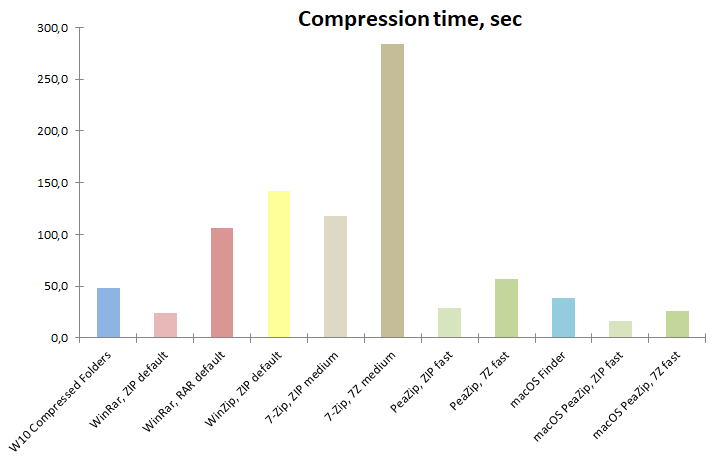 Compression time, sec
300,0
250,0
200,0
150,0
100,0
50,0
0,0
W10 Compressed Folders
WinRar, ZIP default
WinRar, RAR default
WinZip, ZIP default
7-Zip, ZIP medium
7-Zip, 7Z medium
PeaZip, ZIP fast
PeaZip, 7Z fast
macOS Finder
macOS PeaZip, ZIP fast
macOS PeaZip, 7Z fast